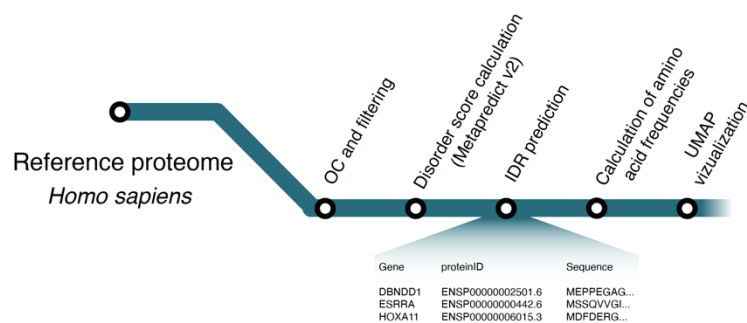 Reference proteome
Homo sapiens
OC and filtering
Disorder score calculation
(Metapredict v2)
IDR prediction
Calculation of amino
acid frequencies
UMAP
vizualization
Gene proteinID Sequence
DBNDD1 ENSP00000002501.6 MEPPEGAG...
ESRRA ENSP00000000442.6 MSSQVVGI...
HOXA11 ENSP00000006015.3 MDFDERG...